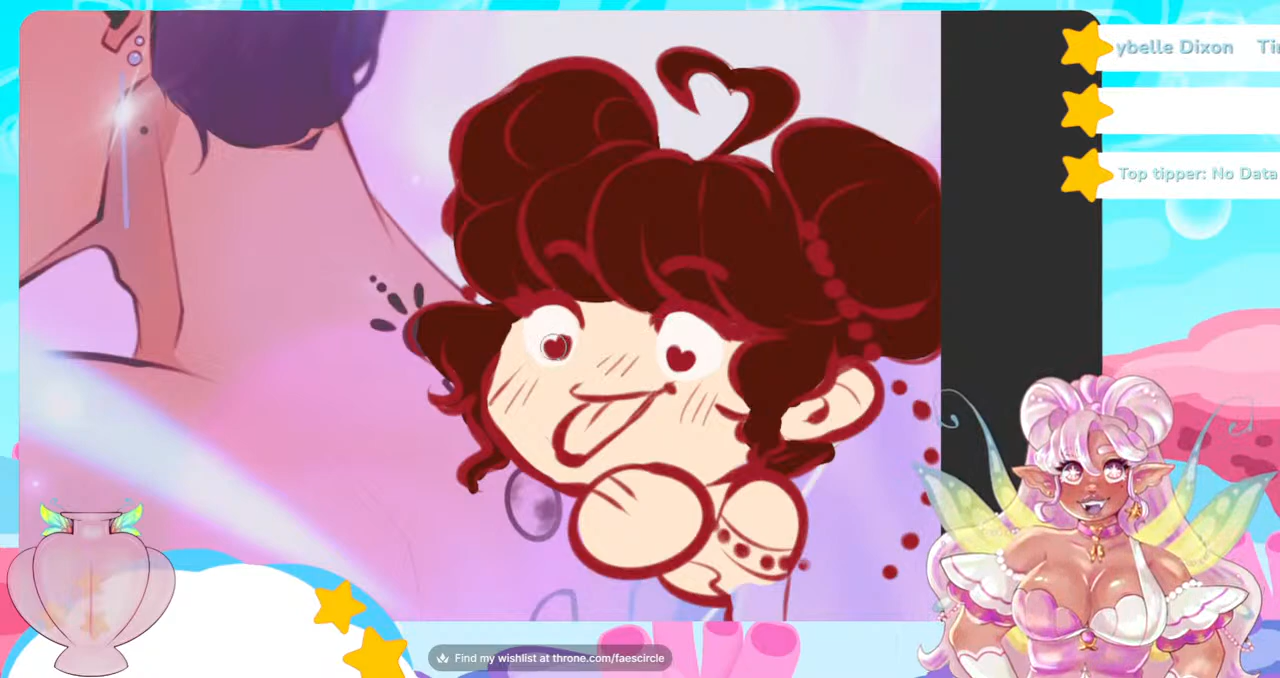 ybelle Dixon
Top tipper: No Data
Find my wishlist at throne.com/faescircle